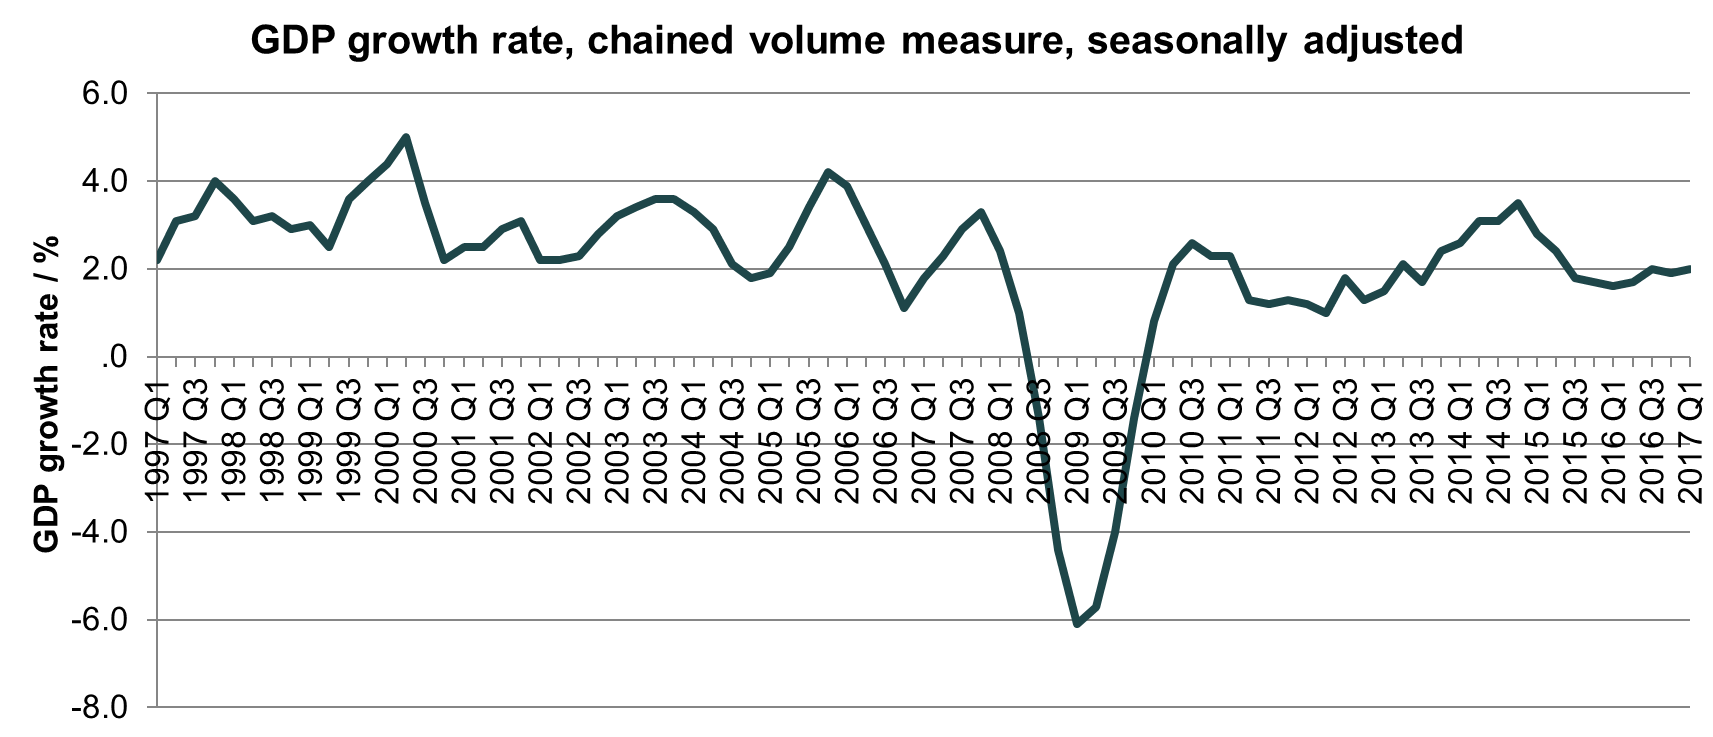 GDP growth rate, chained volume measure, seasonally adjusted
GDP growth rate / %
6.0
4.0
2.0
.0
-2.0
-4.0
-6.0
-8.0
1997 Q1
1997 Q3
1998 Q1
1998 Q3
1999 Q1
1999 Q3
2000 Q1
2000 Q3
2001 Q1
2001 Q3
2002 Q1
2002 Q3
2003 Q1
2003 Q3
2004 Q1
2004 Q3
2005 Q1
2005 Q3
2006 Q1
2006 Q3
2007 Q1
2007 Q3
2008 Q1
2008 Q3
2009 Q1
2009 Q3
2010 Q1
2010 Q3
2011 Q1
2011 Q3
2012 Q1
2012 Q3
2013 Q1
2013 Q3
2014 Q1
2014 Q3
2015 Q1
2015 Q3
2016 Q1
2016 Q3
2017 Q1